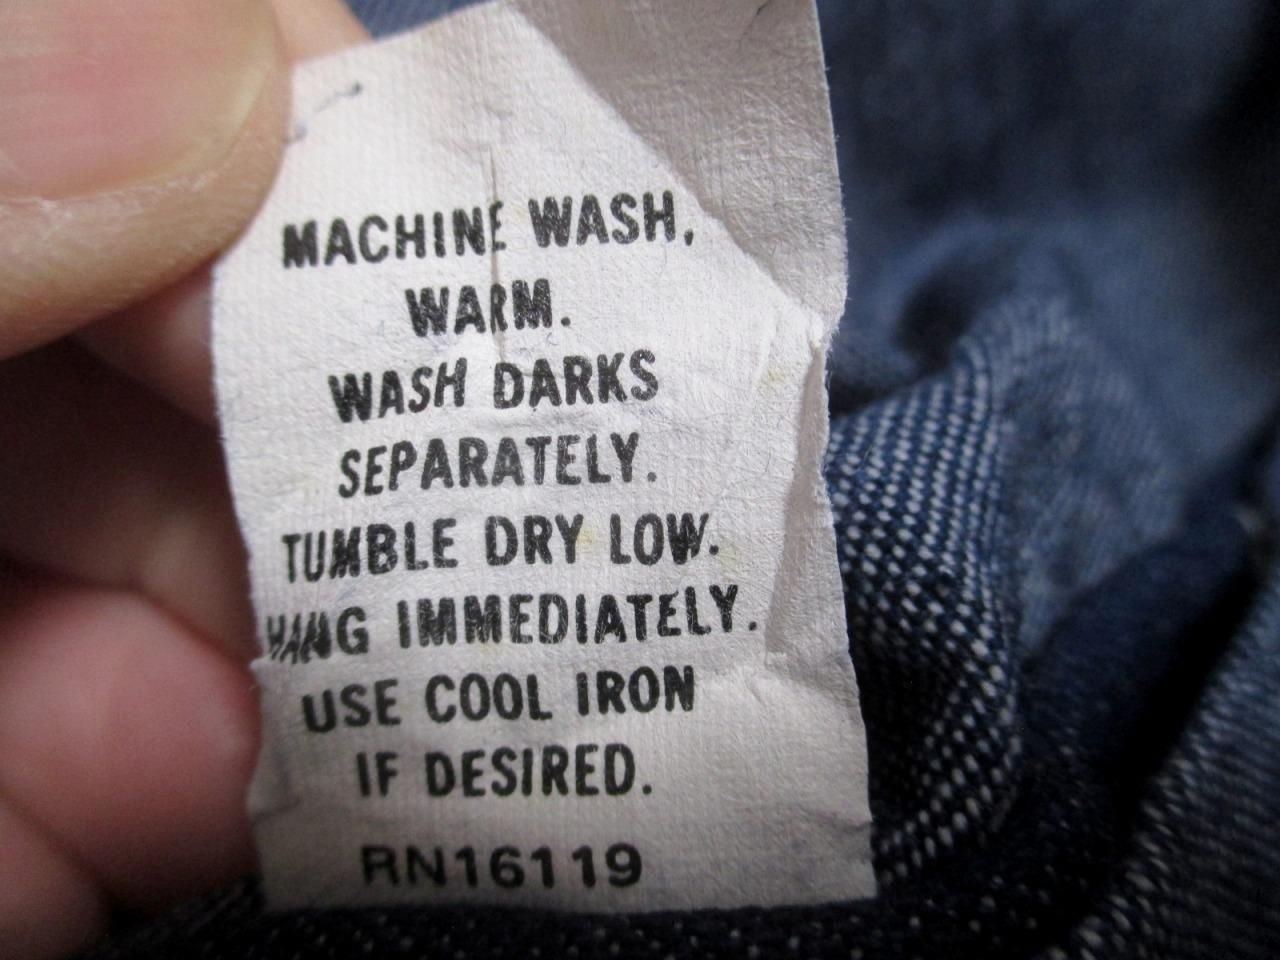 MACHINE WASH,
WARM.
WASH DARKS
SEPARATELY.
TUMBLE DRY LOW.
HANG IMMEDIATELY.
USE COOL IRON
IF DESIRED.
RN16119